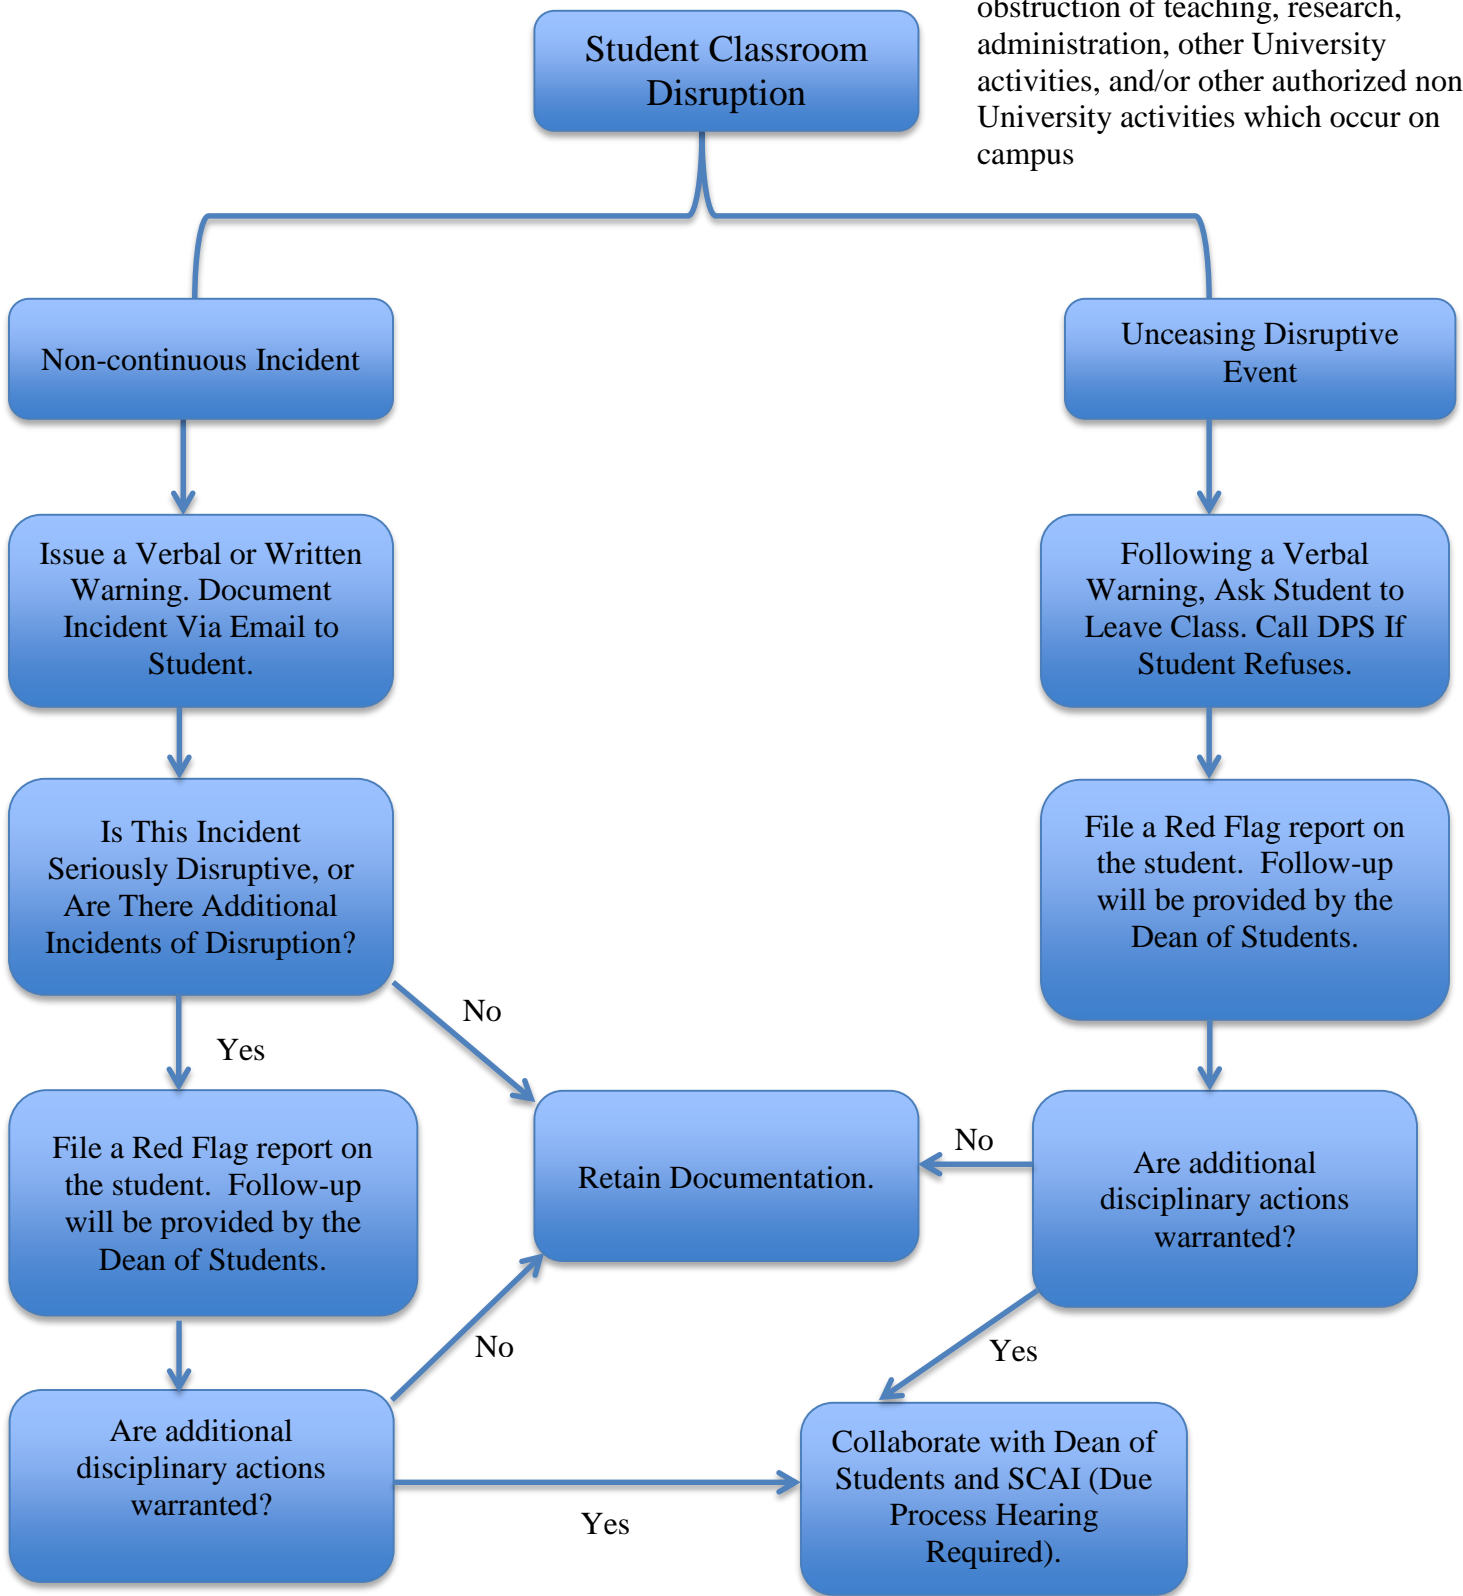 obstruction of teaching, research,
administration, other University
activities, and/or other authorized non
University activities which occur on
campus
Student Classroom
Disruption
Non-continuous Incident
Unceasing Disruptive
Event
Issue a Verbal or Written
Warning. Document
Incident Via Email to
Student.
Following a Verbal
Warning, Ask Student to
Leave Class. Call DPS If
Student Refuses.
Is This Incident
Seriously Disruptive, or
Are There Additional
Incidents of Disruption?
File a Red Flag report on
the student.  Follow-up
will be provided by the
Dean of Students.
No
Yes
File a Red Flag report on
the student.  Follow-up
will be provided by the
Dean of Students.
Retain Documentation.
No
Are additional
disciplinary actions
warranted?
No
Yes
Are additional
disciplinary actions
warranted?
Yes
Collaborate with Dean of
Students and SCAI (Due
Process Hearing
Required).